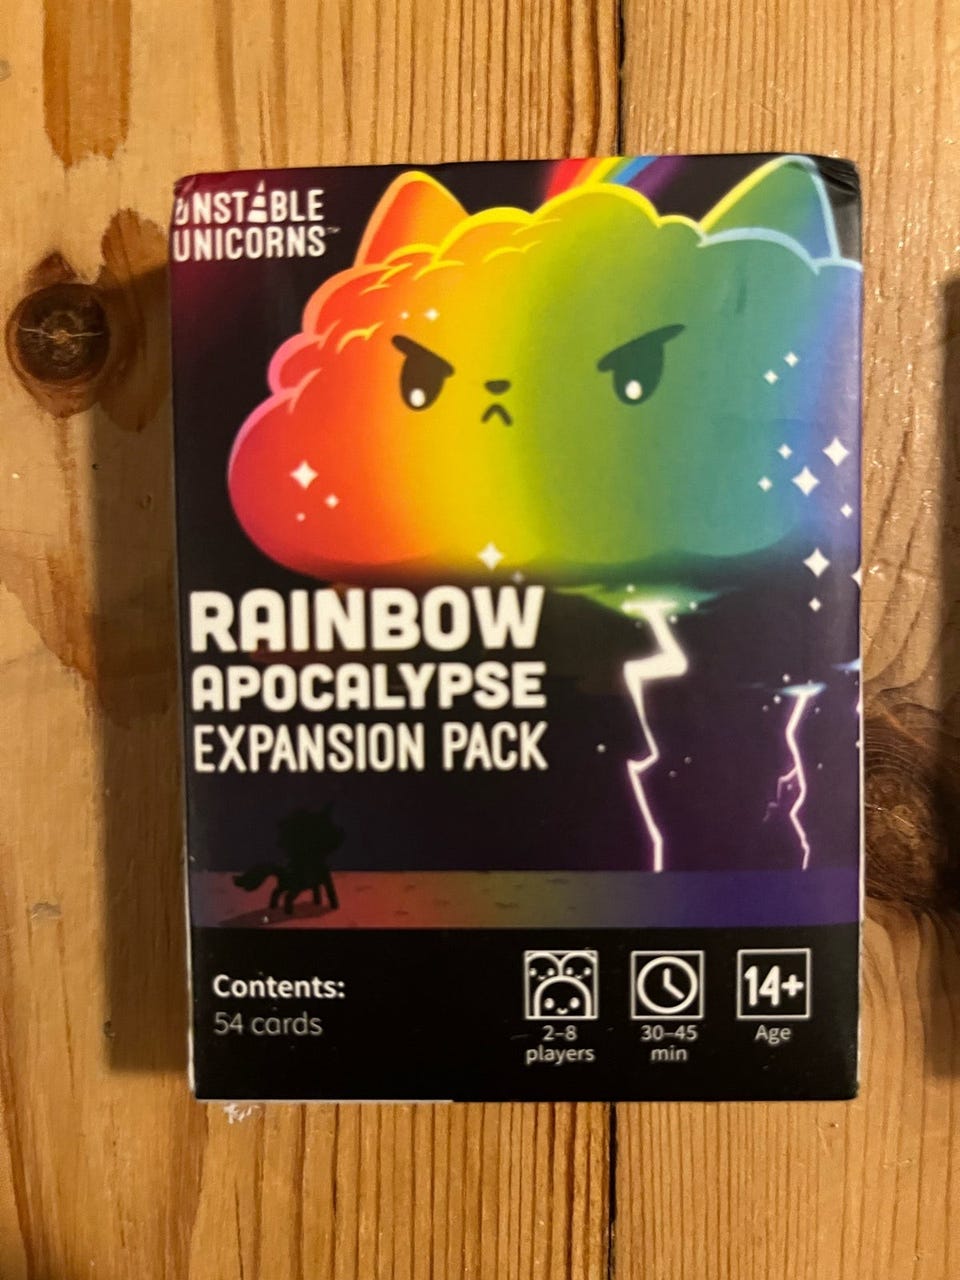 UNSTABLE
UNICORNS™
RAINBOW
APOCALYPSE
EXPANSION PACK
Contents:
54 cards
2–8
players
30–45
min
14+
Age